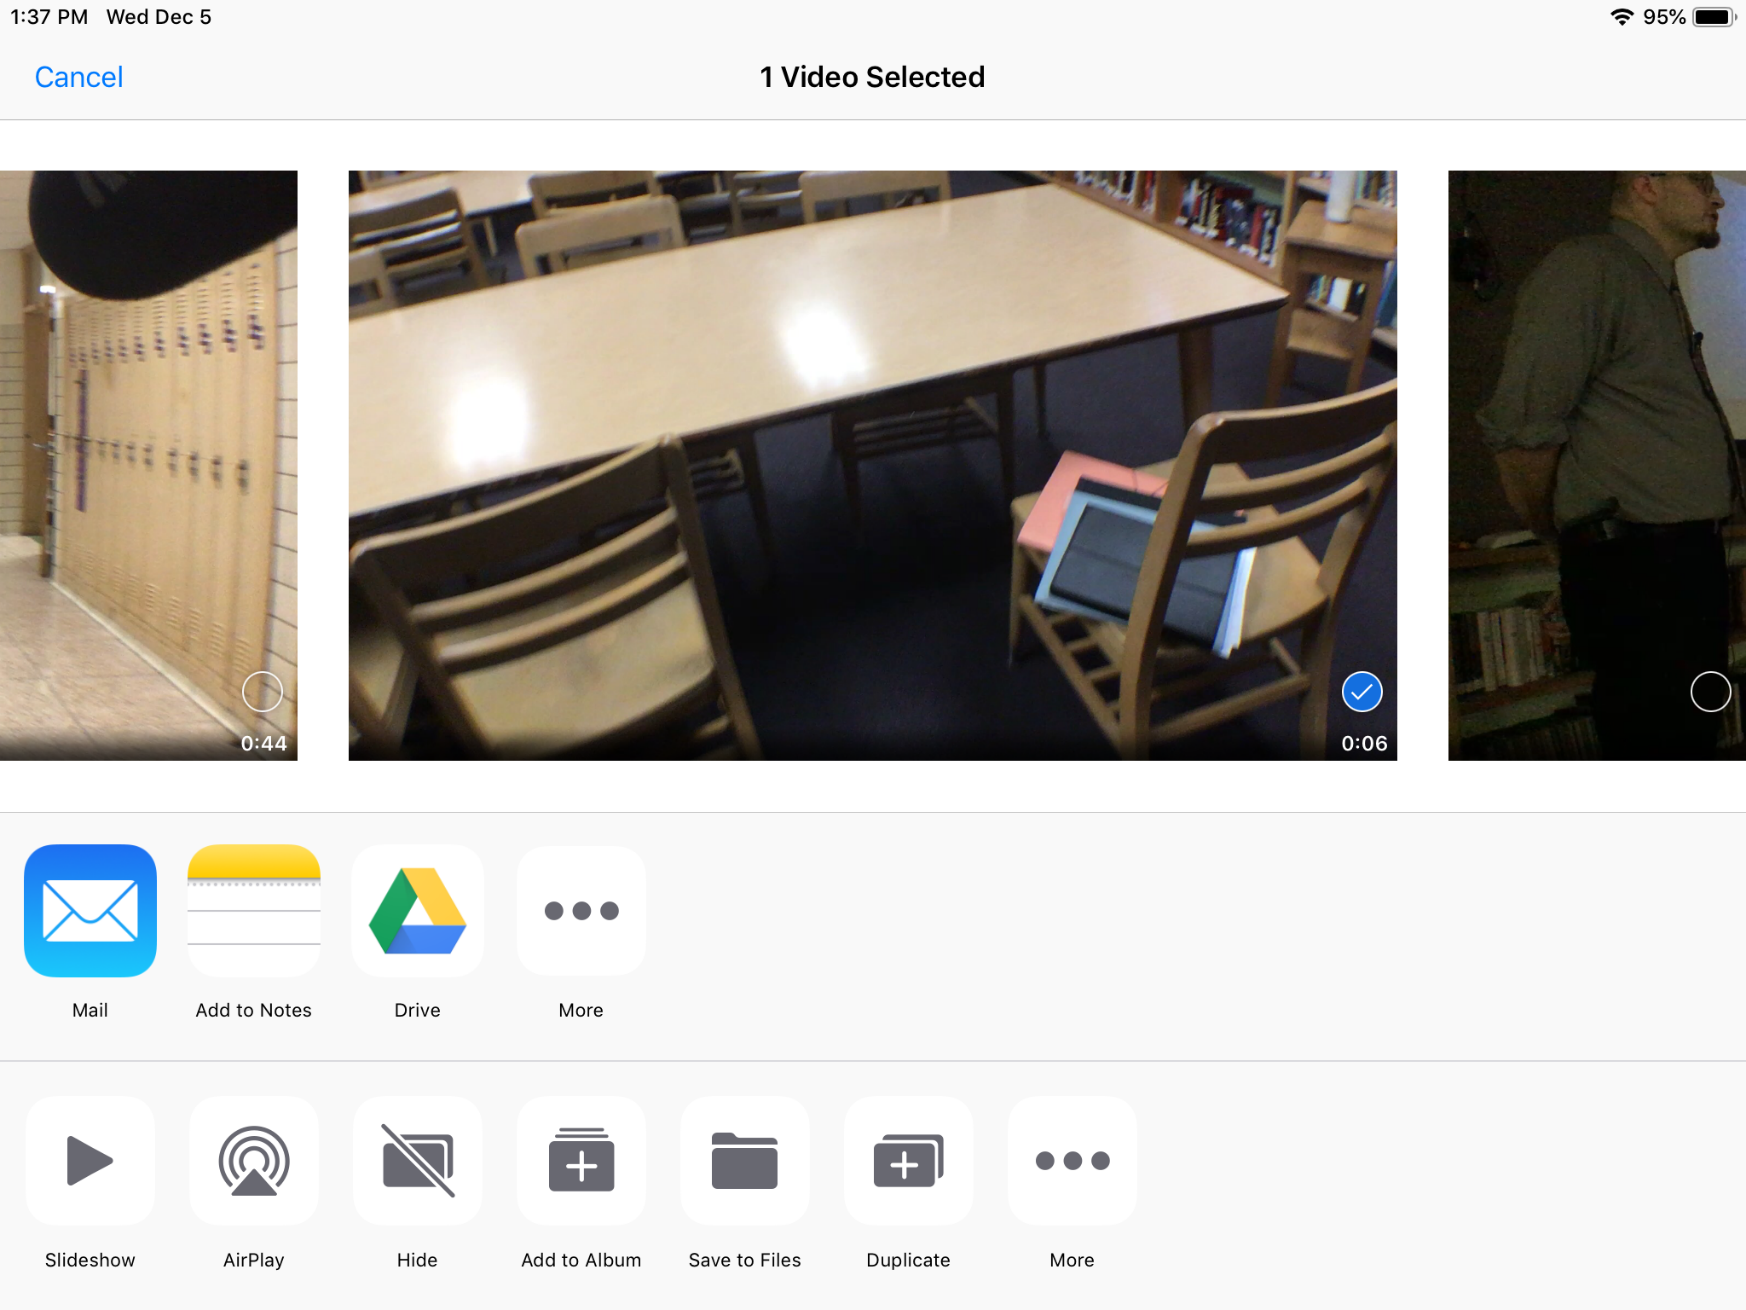 1:37 PM Wed Dec 5 95%
Cancel 1 Video Selected
0:44 0:06
Mail Add to Notes Drive More
Slideshow AirPlay Hide Add to Album Save to Files Duplicate More